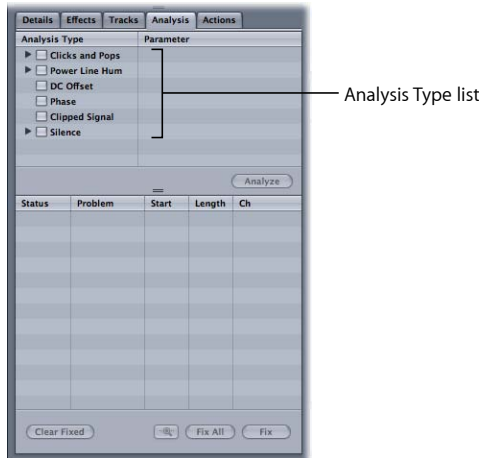 Details Effects Tracks Analysis Actions
Analysis Type Parameter
Clicks and Pops
Power Line Hum
DC Offset
Phase
Clipped Signal
Silence
Analysis Type list
Analyze
Status Problem Start Length Ch
Clear Fixed Fix All Fix